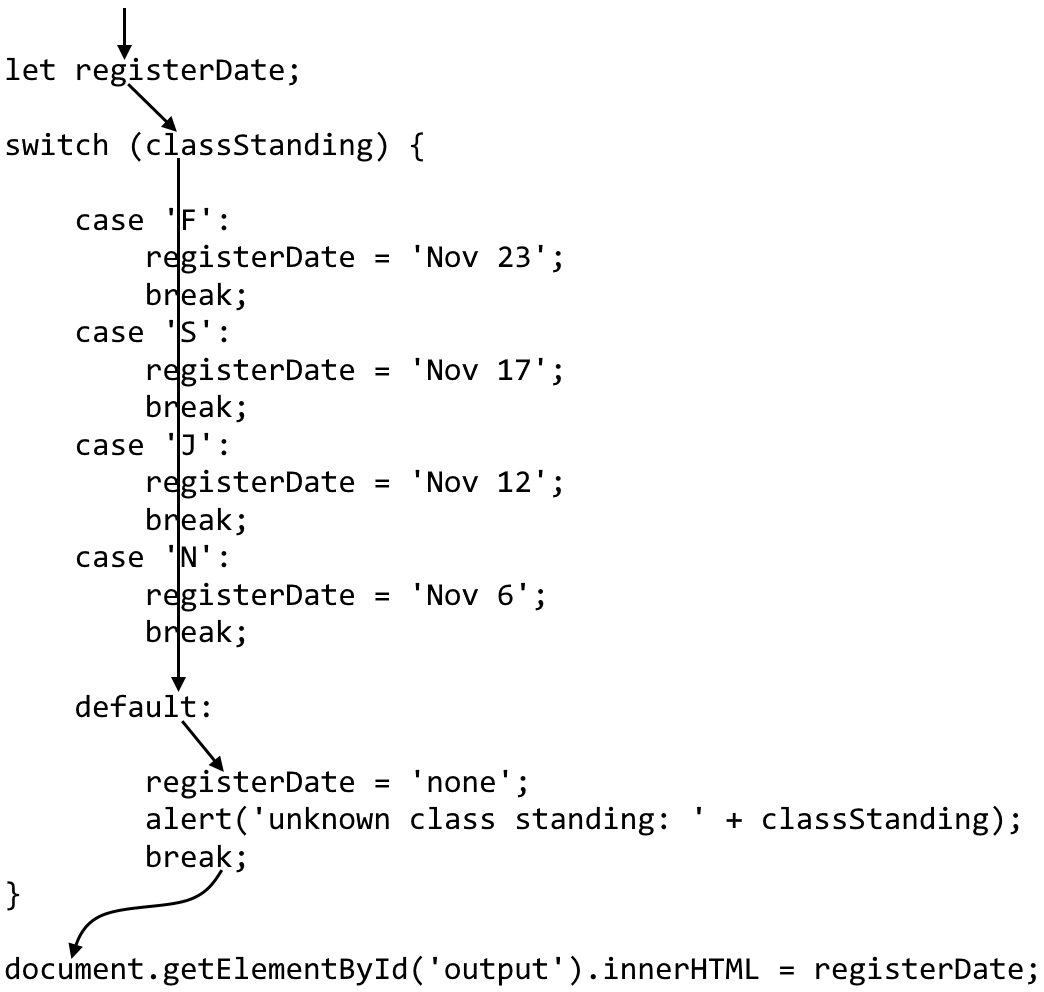 let registerDate;
switch (classStanding) {
case 'F':
registerDate = 'Nov 23';
break;
case 'S':
registerDate = 'Nov 17';
break;
case 'J':
registerDate = 'Nov 12';
break;
case 'N':
registerDate = 'Nov 6';
break;
default:
registerDate = 'none';
alert('unknown class standing: ' + classStanding);
break;
}
document.getElementById('output').innerHTML = registerDate;